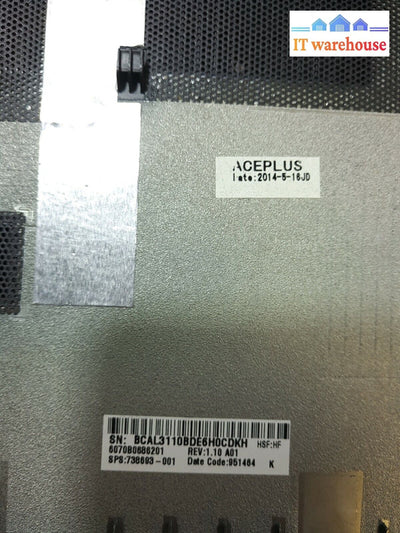 IT warehouse
ACEPLUS
Date:2014-5-16JD
SN: BCAL3110BDE6H0CDKH HSF:HF
6070B0686201 REV:1.10 A01
SPS:738693-001 Date Code:951464 K